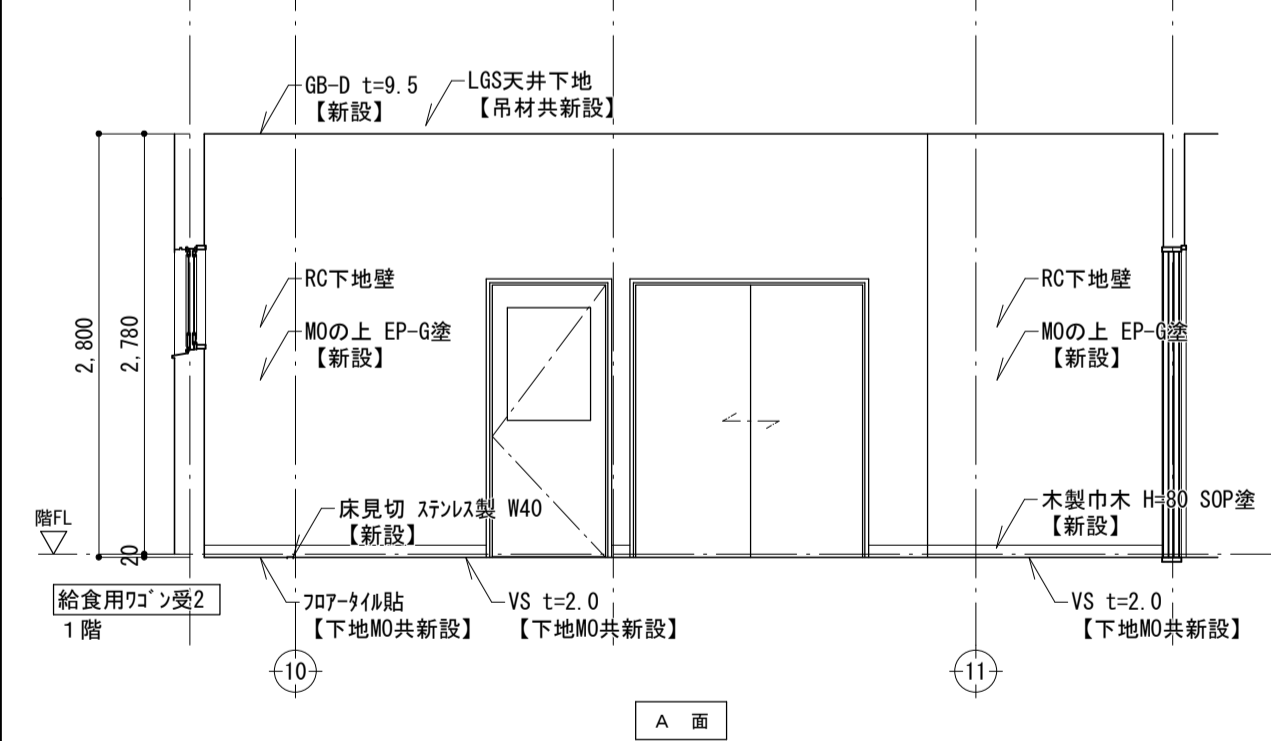 GB-D t=9.5
【新設】
LGS天井下地
【吊材共新設】
RC下地壁
MOの上 EP-G塗
【新設】
RC下地壁
MOの上 EP-G塗
【新設】
2,800
2,780
20
階FL
床見切 ステンレス製 W40
【新設】
木製巾木 H=80 SOP塗
【新設】
給食用ワゴン受2
1階
フロアータイル貼
【下地MO共新設】
VS t=2.0
【下地MO共新設】
VS t=2.0
【下地MO共新設】
10
11
A 面